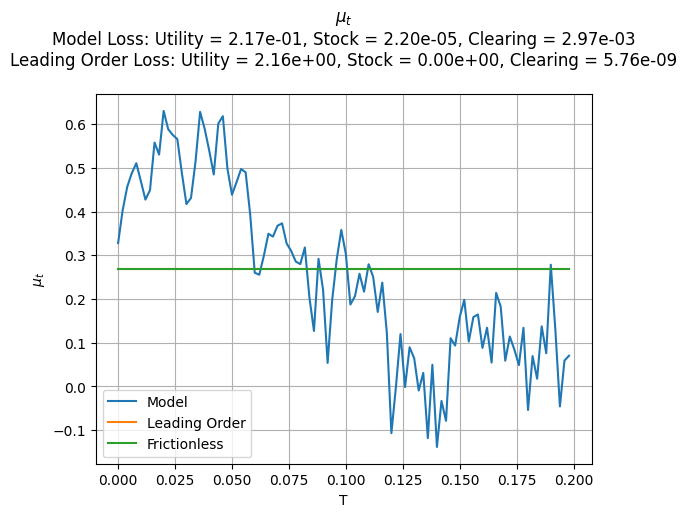 μt
Model Loss: Utility = 2.17e-01, Stock = 2.20e-05, Clearing = 2.97e-03
Leading Order Loss: Utility = 2.16e+00, Stock = 0.00e+00, Clearing = 5.76e-09
0.6
0.5
0.4
0.3
0.2
0.1
0.0
−0.1
μt
Model
Leading Order
Frictionless
0.000
0.025
0.050
0.075
0.100
0.125
0.150
0.175
0.200
T